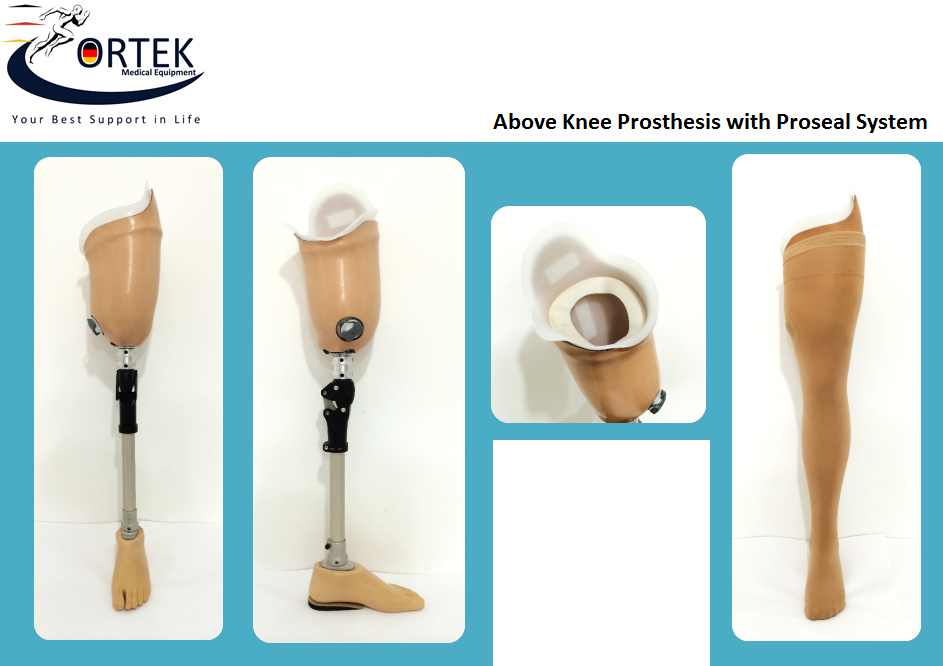 ORTEK
Medical Equipment
Your Best Support in Life
Above Knee Prosthesis with Proseal System